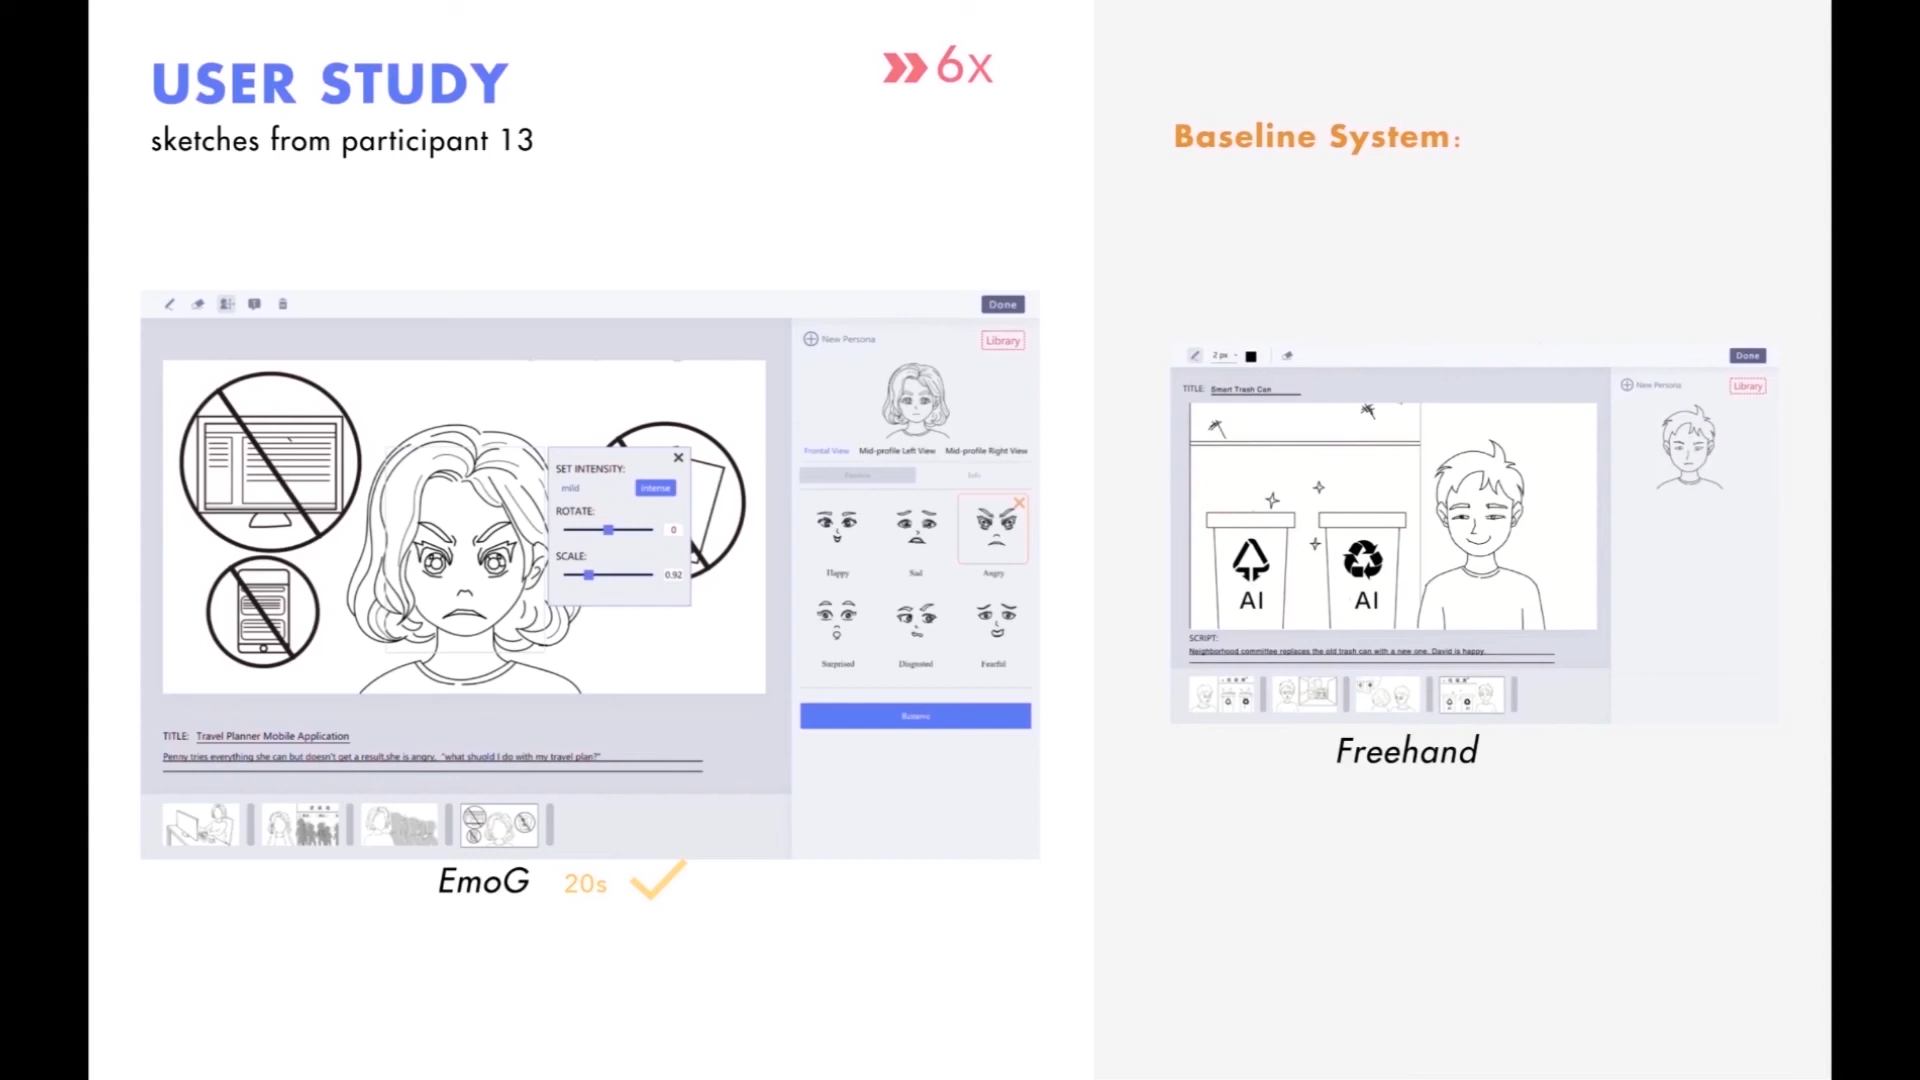 USER STUDY
sketches from participant 13
6x
Done
New Persona
Library
Frontal View
Mid-profile Left View
Mid-profile Right View
SET INTENSITY:
mild
intense
ROTATE:
0
SCALE:
0.92
Info
Happy
Sad
Angry
Surprised
Disgusted
Fearful
TITLE: Travel Planner Mobile Application
Penny tries everything she can but doesn't get a result,she is angry, "what shuold I do with my travel plan?"
EmoG
20s
Baseline System:
2 px
Done
TITLE: Smart Trash Can
New Persona
Library
AI
AI
SCRIPT:
Neighborhood committee replaces the old trash can with a new one. David is happy.
Freehand